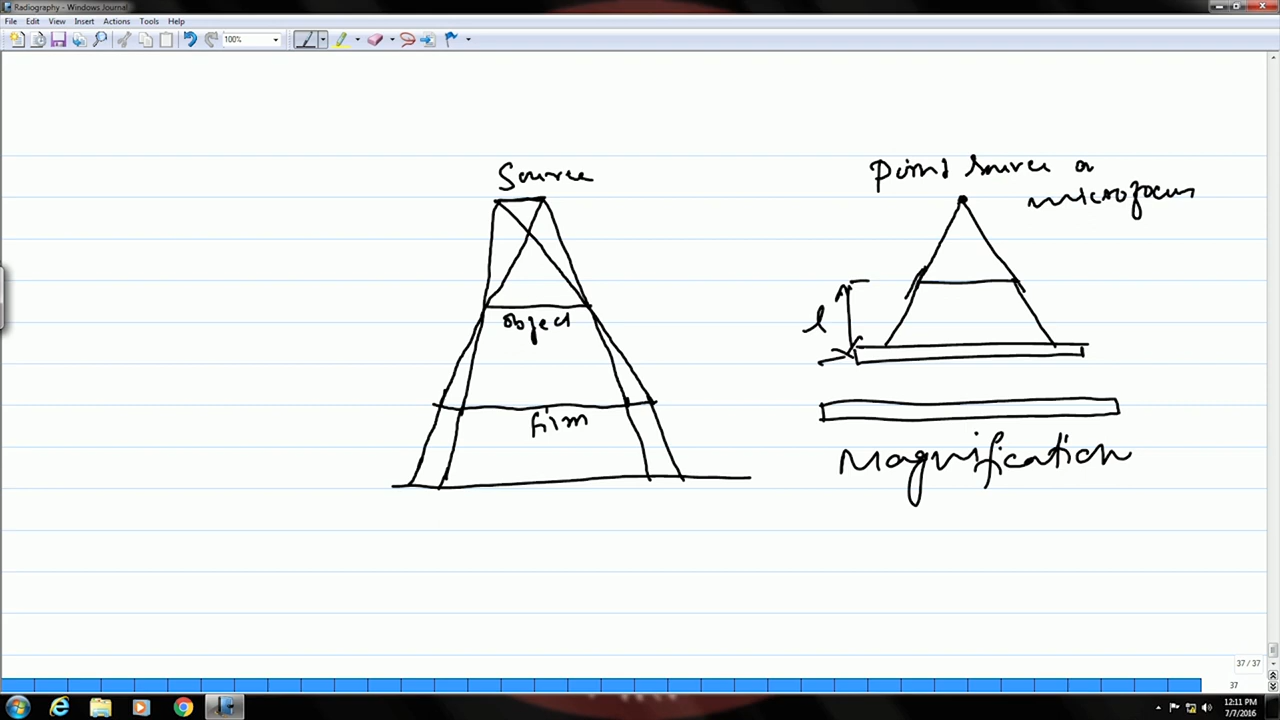 Radiography - Windows Journal
File Edit View Insert Actions Tools Help
100%
Source
object
film
Point source or
microfocus
l
Magnification
37 / 37
37
12:11 PM
7/7/2016